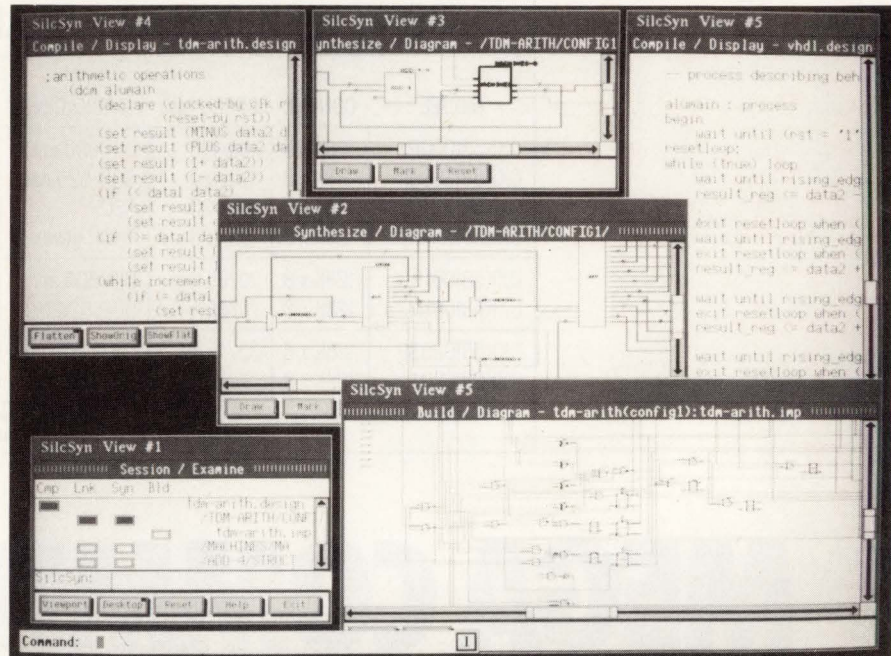 SilcSyn View #4
Compile / Display - tdm-arith.design
;arithmetic operations
(dcm alumain
(declare (clocked-by clk r
(reset-by rst))
(set result (MINUS data2 d
(set result (PLUS data2 da
(set result (I+ data2))
(set result (I- data2))
(if (< data1 data2)
(set result
(set result
(if (>= data1 dat
(set result
(set result
(while increment
(if (= data1
(set resu
Flatten
ShowOrig
ShowFlat
SilcSyn View #3
ynthesize / Diagram - /TDM-ARITH/CONFIG1
Draw
Mark
Reset
SilcSyn View #5
Compile / Display - vhdl.design
-- process describing beh
alumain : process
begin
wait until (rst = '1'
resetloop:
while (true) loop
wait until rising_edg
result_reg <= data2 -
exit resetloop when (
wait until rising_edg
exit resetloop when (
result_reg <= data2 +
wait until rising_edg
exit resetloop when (
result_reg <= data2 +
wait until rising_edg
exit resetloop when (
SilcSyn View #2
Synthesize / Diagram - /TDM-ARITH/CONFIG1/
Draw
Mark
SilcSyn View #1
Session / Examine
Cmp Lnk Syn Bld
tdm-arith.design
/TDM-ARITH/CONF
tdm-arith.imp
/MACHINES/MA
/ADD-4/STRUCT
SilcSyn:
Viewport
Desktop
Reset
Help
Exit
SilcSyn View #5
Build / Diagram - tdm-arith(config1):tdm-arith.imp
Command: